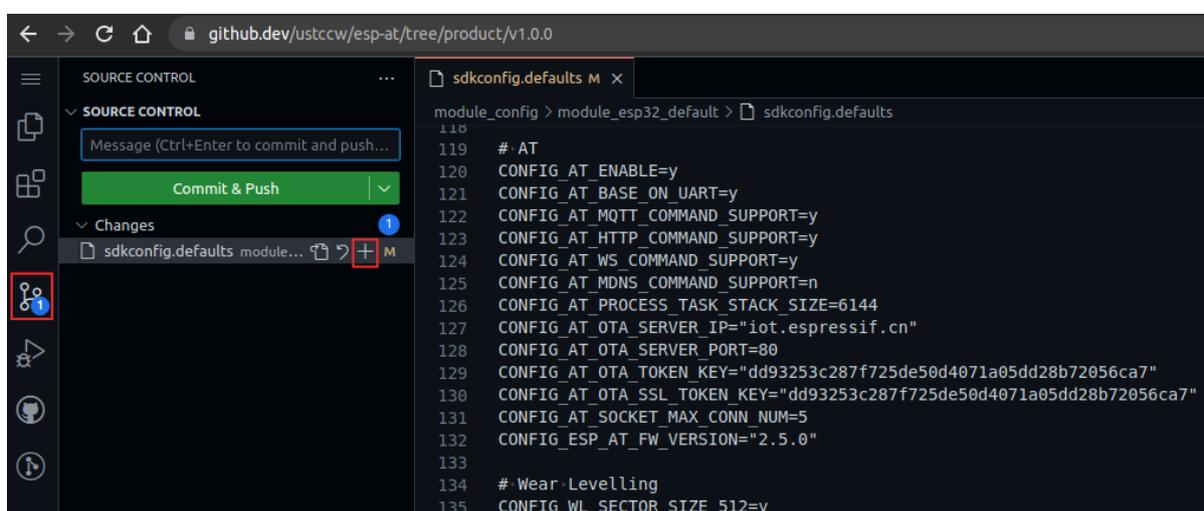 github.dev/ustccw/esp-at/tree/product/v1.0.0
SOURCE CONTROL
SOURCE CONTROL
Message (Ctrl+Enter to commit and push...
Commit & Push
Changes
1
sdkconfig.defaults module... M
1
sdkconfig.defaults M
module_config > module_esp32_default > sdkconfig.defaults
118
119 # AT
120 CONFIG_AT_ENABLE=y
121 CONFIG_AT_BASE_ON_UART=y
122 CONFIG_AT_MQTT_COMMAND_SUPPORT=y
123 CONFIG_AT_HTTP_COMMAND_SUPPORT=y
124 CONFIG_AT_WS_COMMAND_SUPPORT=y
125 CONFIG_AT_MDNS_COMMAND_SUPPORT=n
126 CONFIG_AT_PROCESS_TASK_STACK_SIZE=6144
127 CONFIG_AT_OTA_SERVER_IP="iot.espressif.cn"
128 CONFIG_AT_OTA_SERVER_PORT=80
129 CONFIG_AT_OTA_TOKEN_KEY="dd93253c287f725de50d4071a05dd28b72056ca7"
130 CONFIG_AT_OTA_SSL_TOKEN_KEY="dd93253c287f725de50d4071a05dd28b72056ca7"
131 CONFIG_AT_SOCKET_MAX_CONN_NUM=5
132 CONFIG_ESP_AT_FW_VERSION="2.5.0"
133
134 # Wear Levelling
135 CONFIG_WL_SECTOR_SIZE_512=y